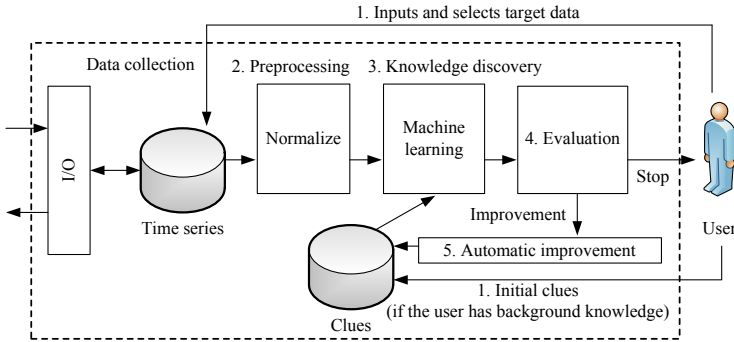 1. Inputs and selects target data
Data collection
2. Preprocessing
3. Knowledge discovery
I/O
Normalize
Machine
learning
4. Evaluation
Stop
Time series
Improvement
User
5. Automatic improvement
1. Initial clues
(if the user has background knowledge)
Clues